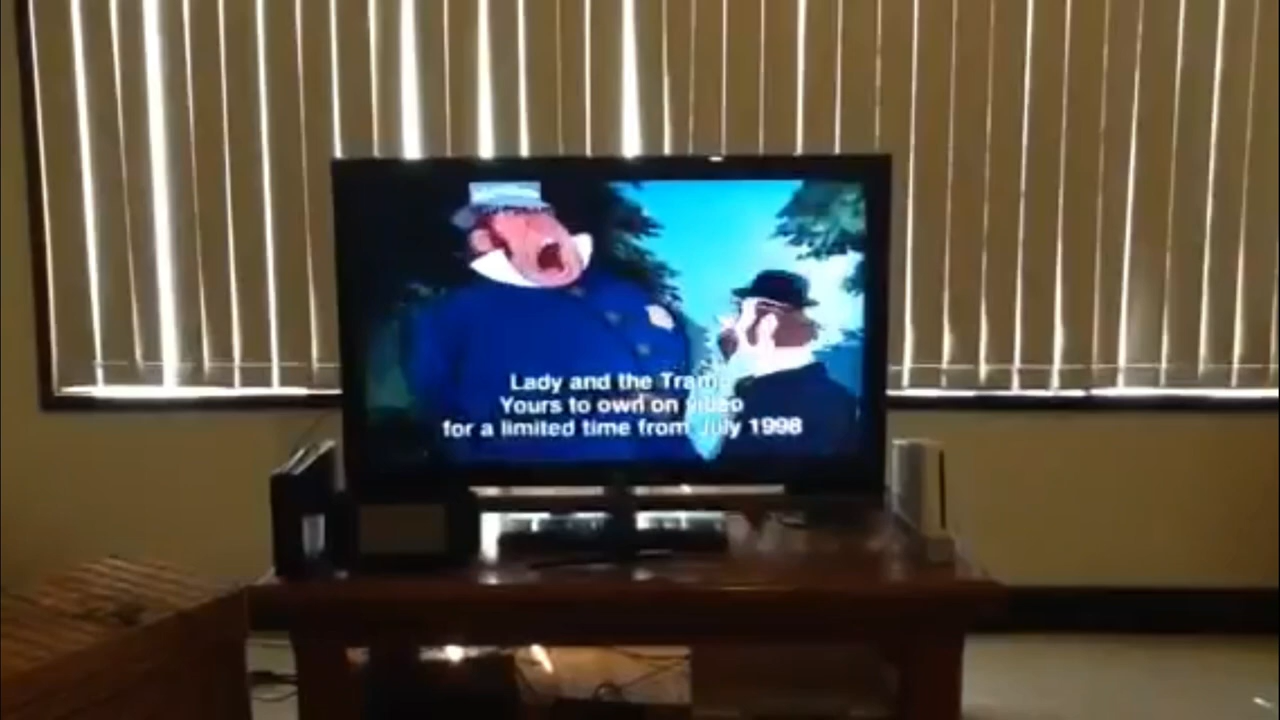 Lady and the Tramp
Yours to own on video
for a limited time from July 1998